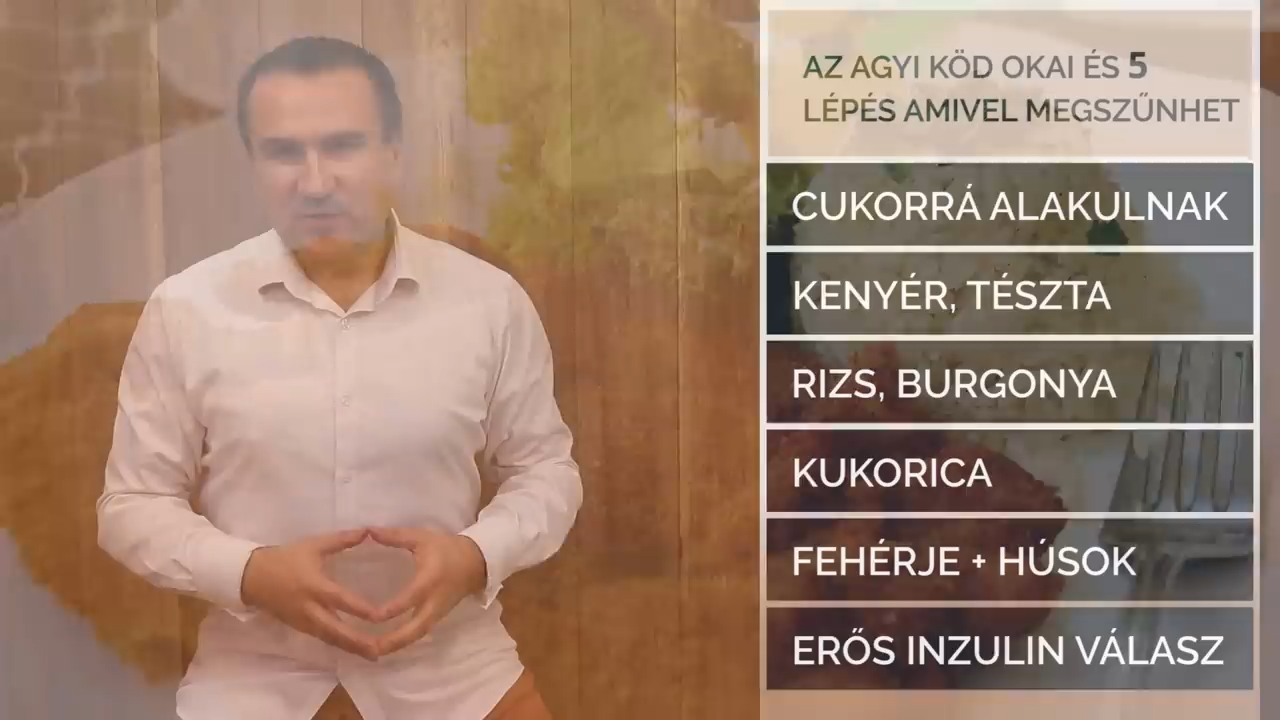 AZ AGYI KÖD OKAI ÉS 5
LÉPÉS AMIVEL MEGSZŰNHET
CUKORRÁ ALAKULNAK
KENYÉR, TÉSZTA
RIZS, BURGONYA
KUKORICA
FEHÉRJE + HÚSOK
ERŐS INZULIN VÁLASZ